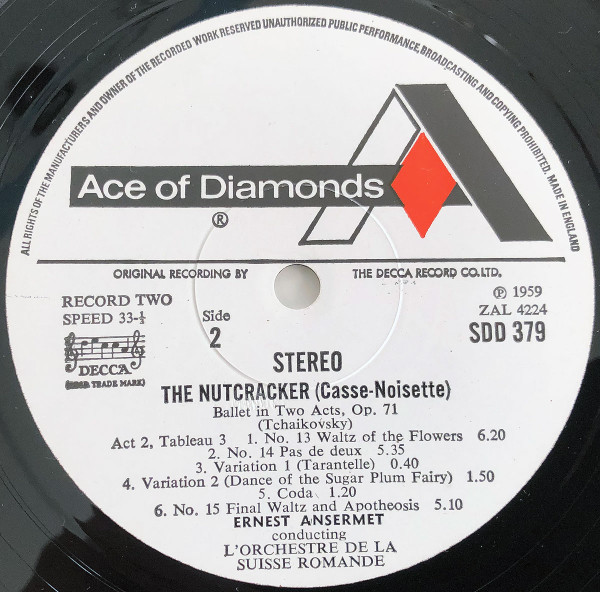 ALL RIGHTS OF THE MANUFACTURERS AND OWNER OF THE RECORDED WORK RESERVED UNAUTHORIZED PUBLIC PERFORMANCE, BROADCASTING AND COPYING PROHIBITED. MADE IN ENGLAND
Ace of Diamonds
®
ORIGINAL RECORDING BY THE DECCA RECORD CO. LTD.
RECORD TWO
SPEED 33-⅓
Side
2
℗ 1959
ZAL 4224
SDD 379
DECCA
(REGD. TRADE MARK)
STEREO
THE NUTCRACKER (Casse-Noisette)
Ballet in Two Acts, Op. 71
(Tchaikovsky)
Act 2, Tableau 3 1. No. 13 Waltz of the Flowers 6.20
2. No. 14 Pas de deux 5.35
3. Variation 1 (Tarantelle) 0.40
4. Variation 2 (Dance of the Sugar Plum Fairy) 1.50
5. Coda 1.20
6. No. 15 Final Waltz and Apotheosis 5.10
ERNEST ANSERMET
conducting
L'ORCHESTRE DE LA
SUISSE ROMANDE